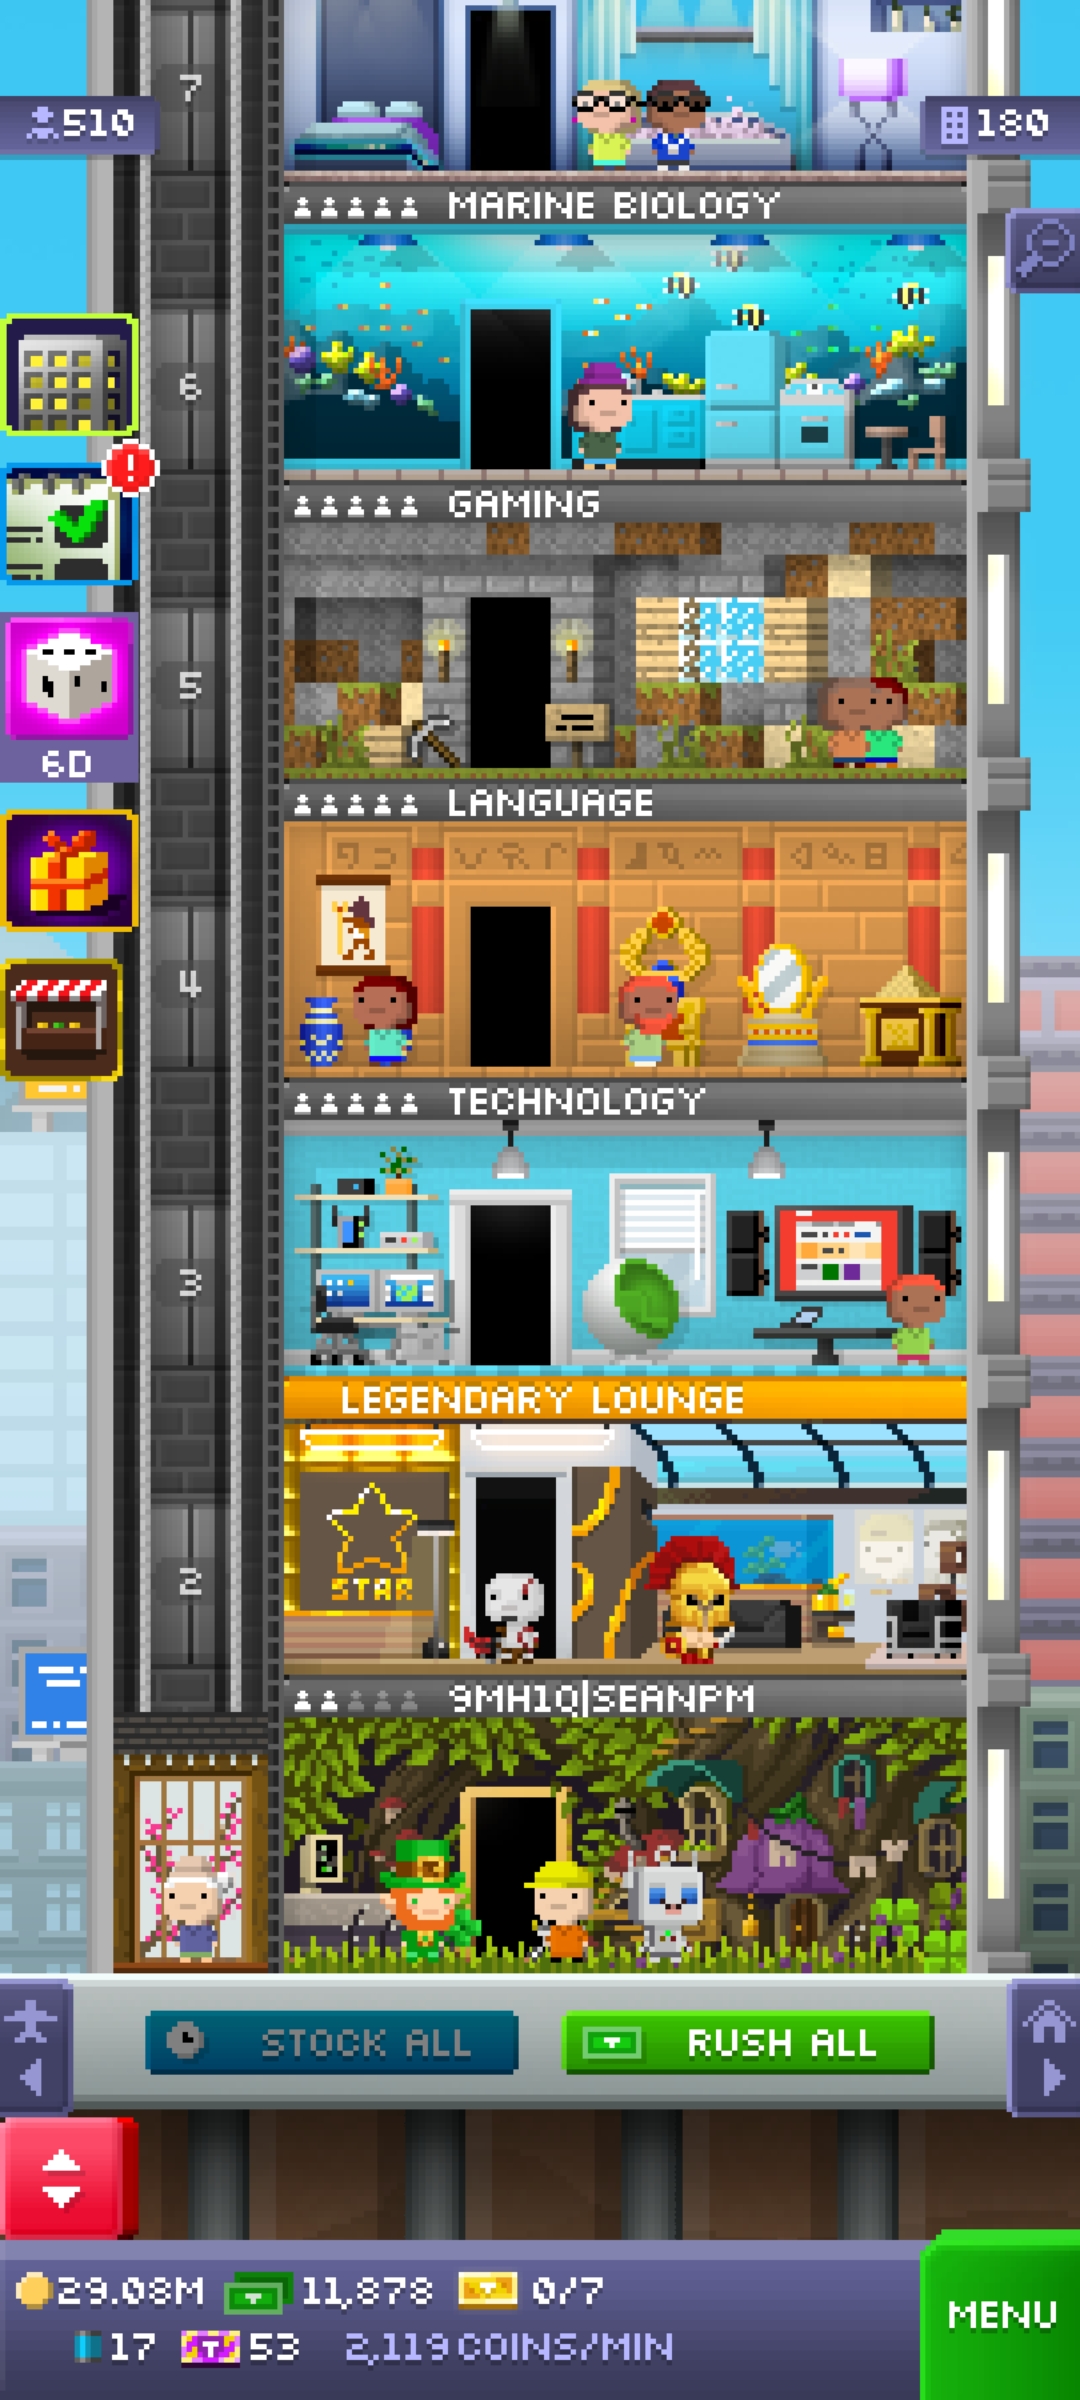 7
510
180
MARINE BIOLOGY
6
GAMING
5
6D
LANGUAGE
4
TECHNOLOGY
3
LEGENDARY LOUNGE
STAR
2
9MH1Q|SEANPM
STOCK ALL
RUSH ALL
29.08M 11,878 0/7
MENU
17 53 2,119 COINS/MIN